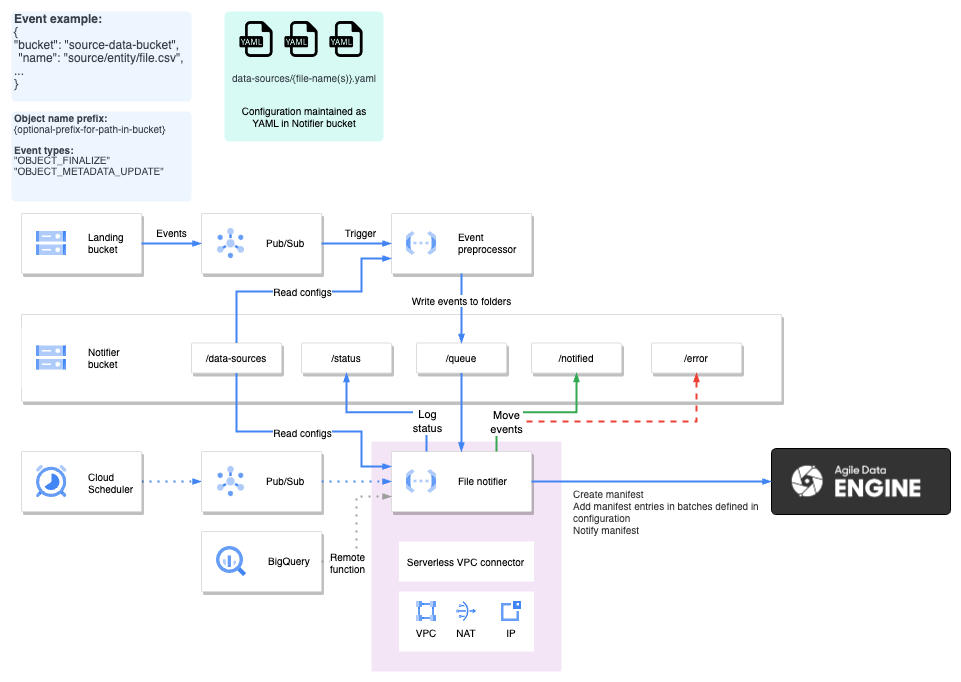 Event example:
{
"bucket": "source-data-bucket",
"name": "source/entity/file.csv",
...
}
YAML YAML YAML
data-sources/{file-name(s)}.yaml
Configuration maintained as
YAML in Notifier bucket
Object name prefix:
{optional-prefix-for-path-in-bucket}
Event types:
"OBJECT_FINALIZE"
"OBJECT_METADATA_UPDATE"
Landing
bucket
Events
Pub/Sub
Trigger
Event
preprocessor
Read configs
Write events to folders
Notifier
bucket
/data-sources
/status
/queue
/notified
/error
Log
status
Move
events
Read configs
Cloud
Scheduler
Pub/Sub
File notifier
Agile Data
ENGINE
Create manifest
Add manifest entries in batches defined in
configuration
Notify manifest
BigQuery
Remote
function
Serverless VPC connector
VPC
NAT
IP